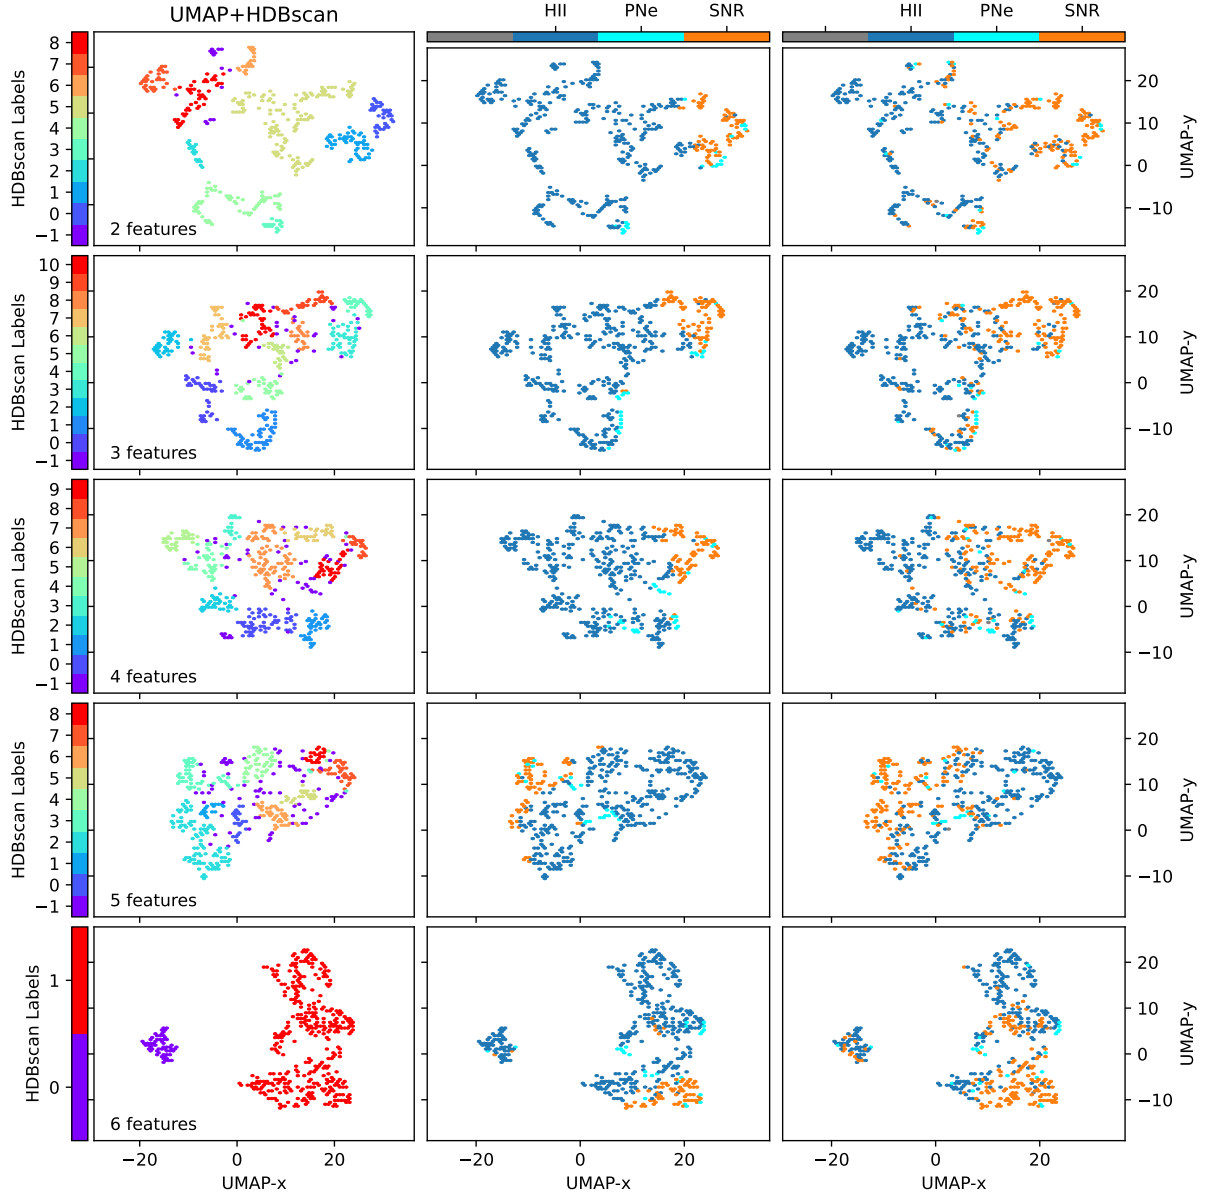 UMAP+HDBscan
HII PNe SNR
HII PNe SNR
HDBscan Labels
8
7
6
5
4
3
2
1
0
−1
2 features
20
10
0
−10
UMAP-y
HDBscan Labels
10
9
8
7
6
5
4
3
2
1
0
−1
3 features
20
10
0
−10
UMAP-y
HDBscan Labels
9
8
7
6
5
4
3
2
1
0
−1
4 features
20
10
0
−10
UMAP-y
HDBscan Labels
8
7
6
5
4
3
2
1
0
−1
5 features
20
10
0
−10
UMAP-y
HDBscan Labels
1
0
6 features
20
10
0
−10
UMAP-y
−20 0 20
−20 0 20
−20 0 20
UMAP-x
UMAP-x
UMAP-x